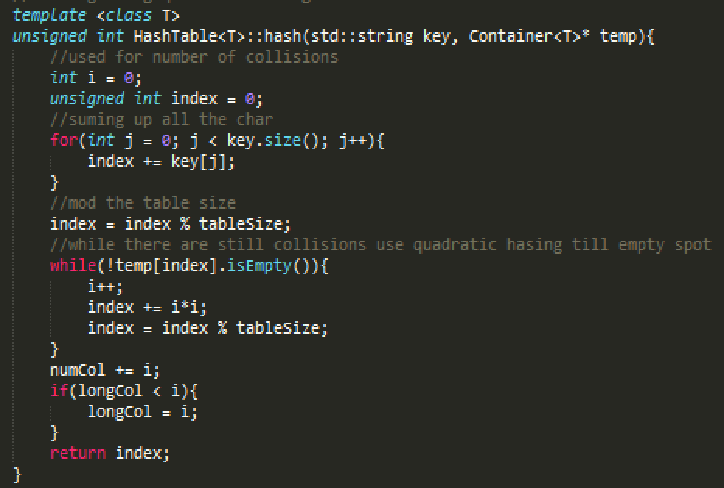 template <class T>
unsigned int HashTable<T>::hash(std::string key, Container<T>* temp){
    //used for number of collisions
    int i = 0;
    unsigned int index = 0;
    //suming up all the char
    for(int j = 0; j < key.size(); j++){
        index += key[j];
    }
    //mod the table size
    index = index % tableSize;
    //while there are still collisions use quadratic hasing till empty spot
    while(!temp[index].isEmpty()){
        i++;
        index += i*i;
        index = index % tableSize;
    }
    numCol += i;
    if(longCol < i){
        longCol = i;
    }
    return index;
}